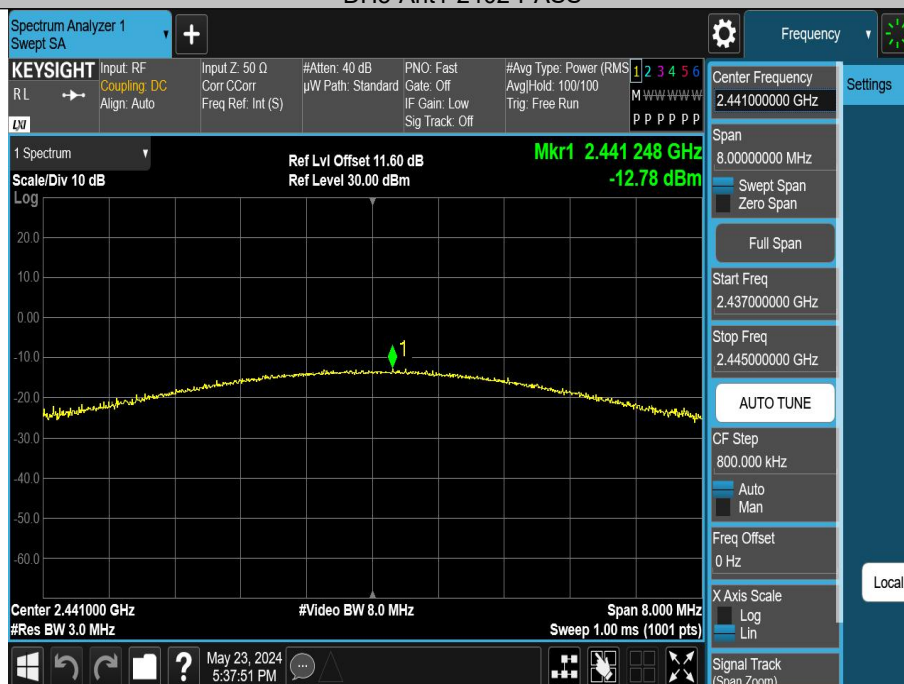 Spectrum Analyzer 1
Swept SA
Frequency
KEYSIGHT
RL
LXI
Input: RF
Coupling: DC
Align: Auto
Input Z: 50 Ω
Corr CCorr
Freq Ref: Int (S)
#Atten: 40 dB
µW Path: Standard
PNO: Fast
Gate: Off
IF Gain: Low
Sig Track: Off
#Avg Type: Power (RMS
Avg|Hold: 100/100
Trig: Free Run
1 2 3 4 5 6
M W W W W W
P P P P P P
1 Spectrum
Scale/Div 10 dB
Ref Lvl Offset 11.60 dB
Ref Level 30.00 dBm
Mkr1 2.441 248 GHz
-12.78 dBm
Log
20.0
10.0
0.00
-10.0
-20.0
-30.0
-40.0
-50.0
-60.0
1
Center 2.441000 GHz
#Res BW 3.0 MHz
#Video BW 8.0 MHz
Span 8.000 MHz
Sweep 1.00 ms (1001 pts)
May 23, 2024
5:37:51 PM
Center Frequency
2.441000000 GHz
Settings
Span
8.00000000 MHz
Swept Span
Zero Span
Full Span
Start Freq
2.437000000 GHz
Stop Freq
2.445000000 GHz
AUTO TUNE
CF Step
800.000 kHz
Auto
Man
Freq Offset
0 Hz
X Axis Scale
Log
Lin
Local
Signal Track
(Span Zoom)